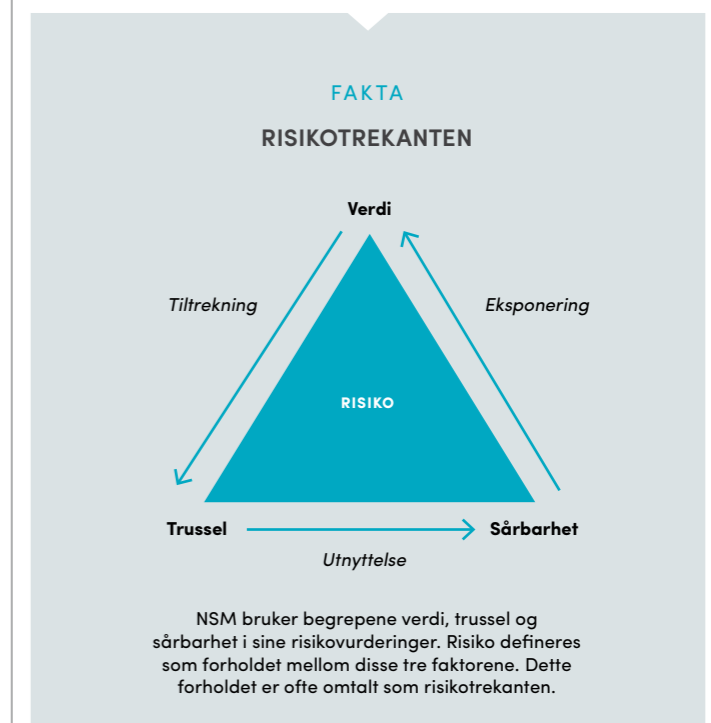 FAKTA
RISIKOTREKANTEN
Verdi
Tiltrekning
Eksponering
RISIKO
Trussel
Sårbarhet
Utnyttelse
NSM bruker begrepene verdi, trussel og
sårbarhet i sine risikovurderinger. Risiko defineres
som forholdet mellom disse tre faktorene. Dette
forholdet er ofte omtalt som risikotrekanten.